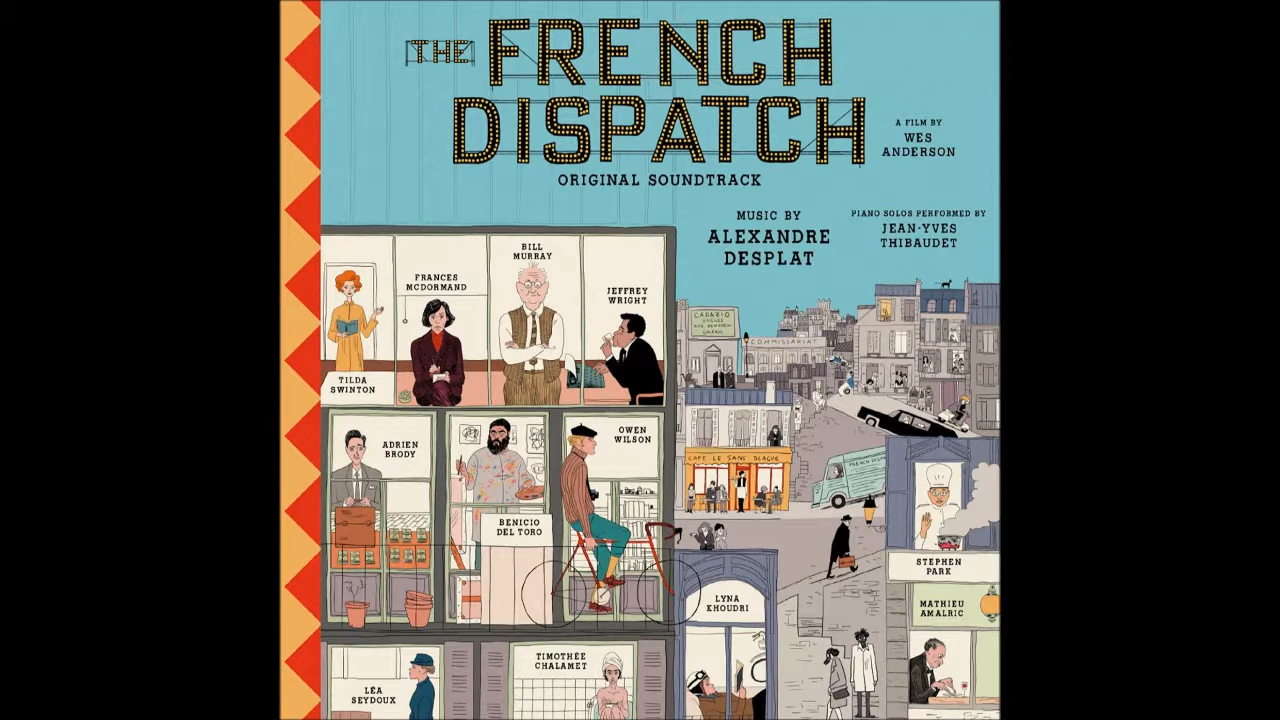 THE
FRENCH
DISPATCH
ORIGINAL SOUNDTRACK
A FILM BY
WES
ANDERSON
MUSIC BY
ALEXANDRE
DESPLAT
PIANO SOLOS PERFORMED BY
JEAN-YVES
THIBAUDET
TILDA
SWINTON
FRANCES
MCDORMAND
BILL
MURRAY
JEFFREY
WRIGHT
CADAZIO
COMMISSARIAT
ADRIEN
BRODY
BENICIO
DEL TORO
OWEN
WILSON
CAFE LE SANS BLAGUE
STEPHEN
PARK
LYNA
KHOUDRI
MATHIEU
AMALRIC
LÉA
SEYDOUX
TIMOTHÉE
CHALAMET